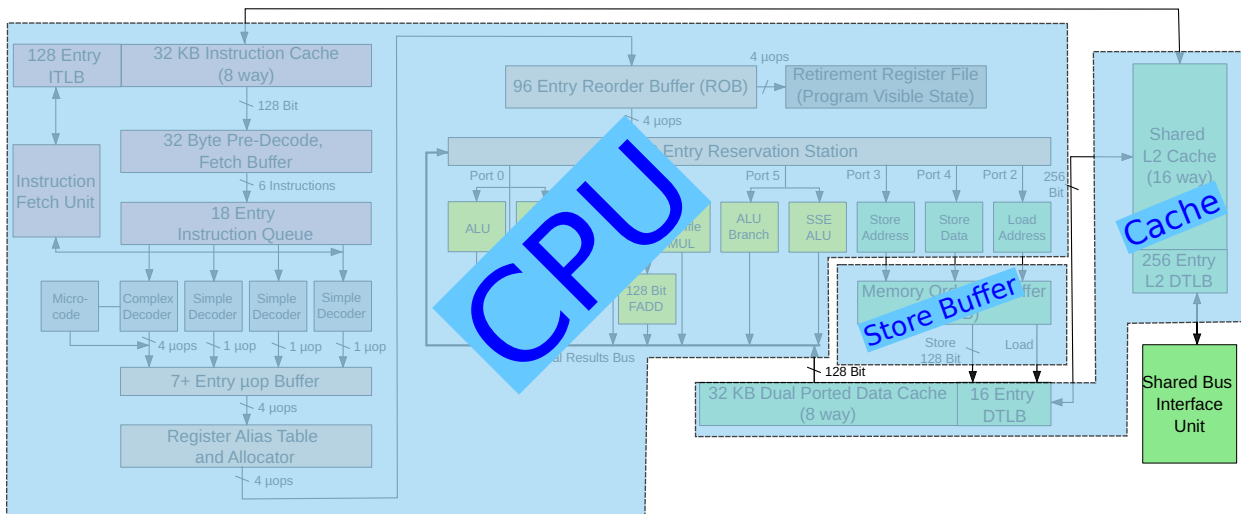 128 Entry
ITLB
32 KB Instruction Cache
(8 way)
128 Bit
32 Byte Pre-Decode,
Fetch Buffer
Instruction
Fetch Unit
6 Instructions
18 Entry
Instruction Queue
Micro-
code
Complex
Decoder
Simple
Decoder
Simple
Decoder
Simple
Decoder
4 µops
1 µop
1 µop
1 µop
7+ Entry µop Buffer
4 µops
Register Alias Table
and Allocator
4 µops
96 Entry Reorder Buffer (ROB)
4 µops
Retirement Register File
(Program Visible State)
4 µops
Entry Reservation Station
Port 0
Port 5
Port 3
Port 4
Port 2
256
Bit
ALU
MUL
ALU
Branch
SSE
ALU
Store
Address
Store
Data
Load
Address
128 Bit
FADD
CPU
Results Bus
128 Bit
Memory
Store Buffer
Store
128 Bit
Load
32 KB Dual Ported Data Cache
(8 way)
16 Entry
DTLB
Shared
L2 Cache
(16 way)
Cache
256 Entry
L2 DTLB
Shared Bus
Interface
Unit